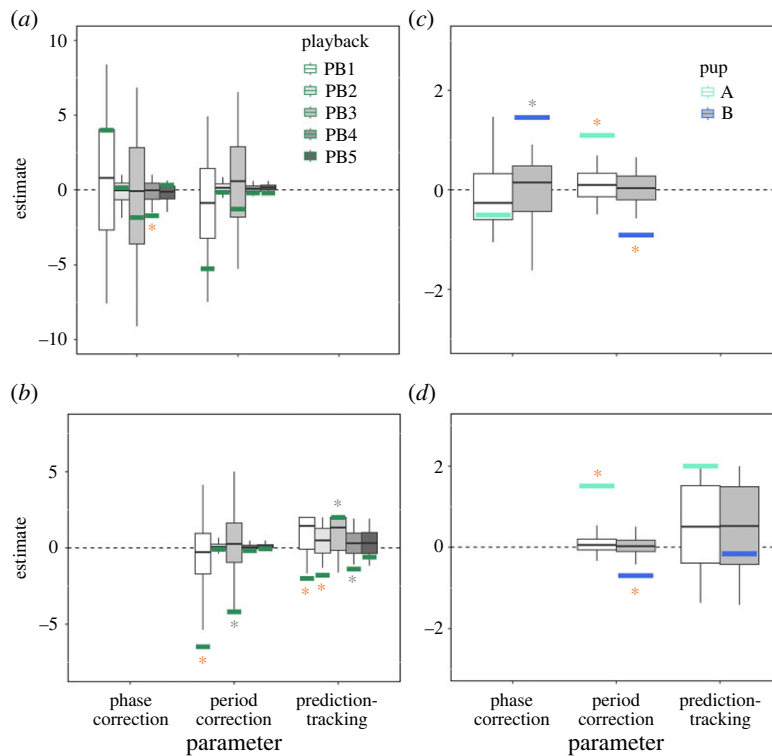 (a)
playback
PB1
PB2
PB3
PB4
PB5
10
5
0
−5
−10
estimate
*
(c)
pup
A
B
2
0
−2
*
*
*
(b)
5
0
−5
estimate
*
*
*
*
*
*
phase correction
period correction
prediction-tracking
parameter
(d)
2
0
−2
*
*
phase correction
period correction
prediction-tracking
parameter